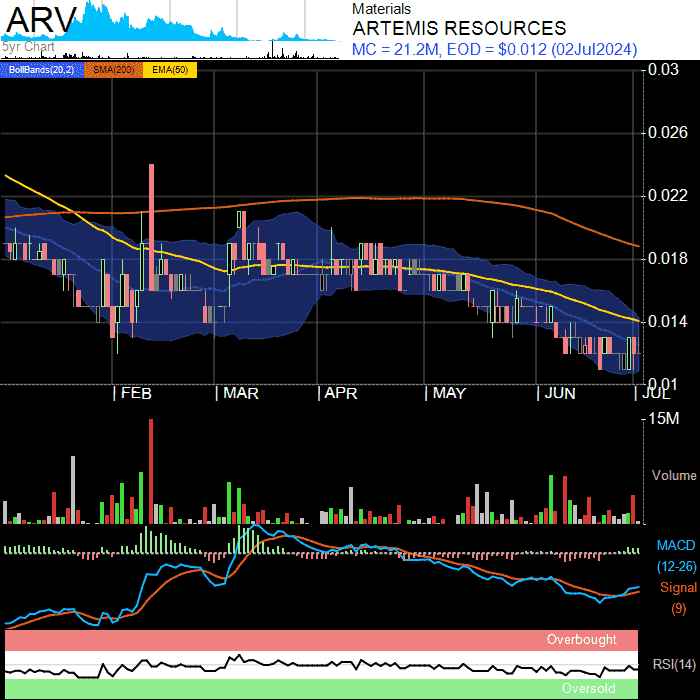 ARV
5yr Chart
Materials
ARTEMIS RESOURCES
MC = 21.2M, EOD = $0.012 (02Jul2024)
BollBands(20,2) SMA(200) EMA(50)
0.03
0.026
0.022
0.018
0.014
0.01
FEB MAR APR MAY JUN JUL
15M
Volume
MACD
(12-26)
Signal
(9)
Overbought
RSI(14)
Oversold